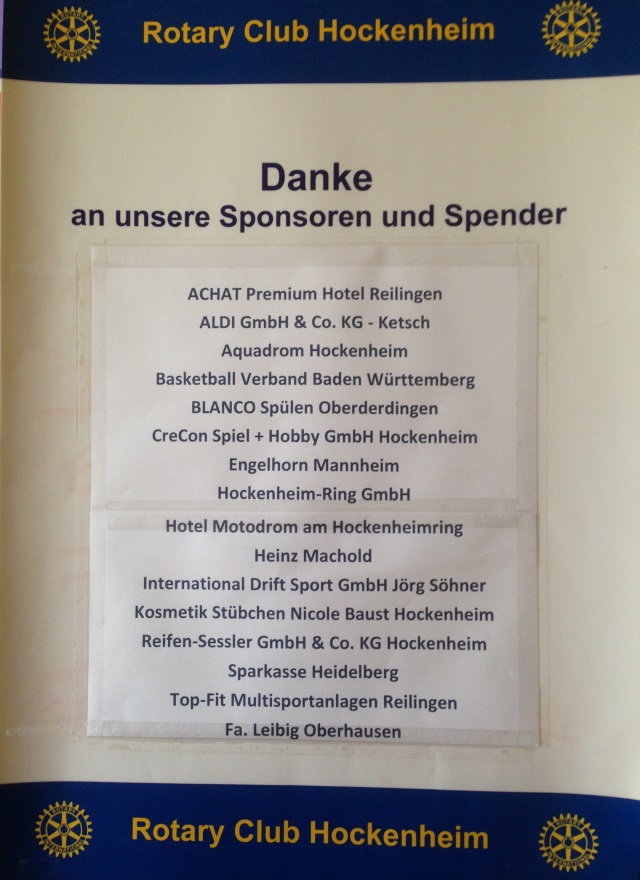 Rotary Club Hockenheim
Danke
an unsere Sponsoren und Spender
ACHAT Premium Hotel Reilingen
ALDI GmbH & Co. KG - Ketsch
Aquadrom Hockenheim
Basketball Verband Baden Württemberg
BLANCO Spülen Oberderdingen
CreCon Spiel + Hobby GmbH Hockenheim
Engelhorn Mannheim
Hockenheim-Ring GmbH
Hotel Motodrom am Hockenheimring
Heinz Machold
International Drift Sport GmbH Jörg Söhner
Kosmetik Stübchen Nicole Baust Hockenheim
Reifen-Sessler GmbH & Co. KG Hockenheim
Sparkasse Heidelberg
Top-Fit Multisportanlagen Reilingen
Fa. Leibig Oberhausen
Rotary Club Hockenheim